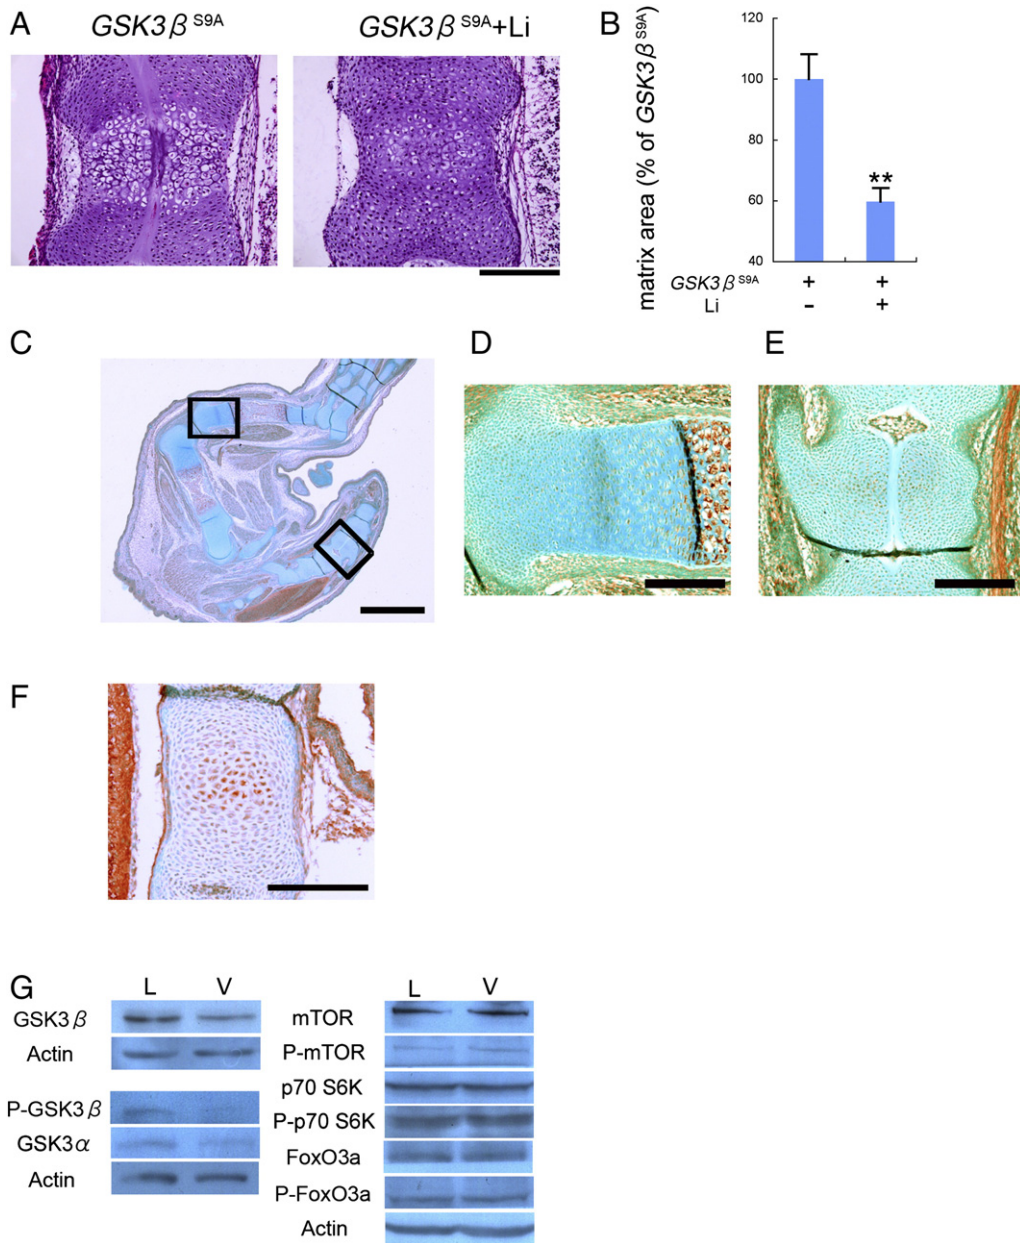 A
GSK3β S9A
GSK3β S9A+Li
B
matrix area (% of GSK3β S9A)
120
100
80
60
40
**
GSK3β S9A + +
Li - +
C
D
E
F
G
L V
GSK3β
Actin
P-GSK3β
GSK3α
Actin
L V
mTOR
P-mTOR
p70 S6K
P-p70 S6K
FoxO3a
P-FoxO3a
Actin